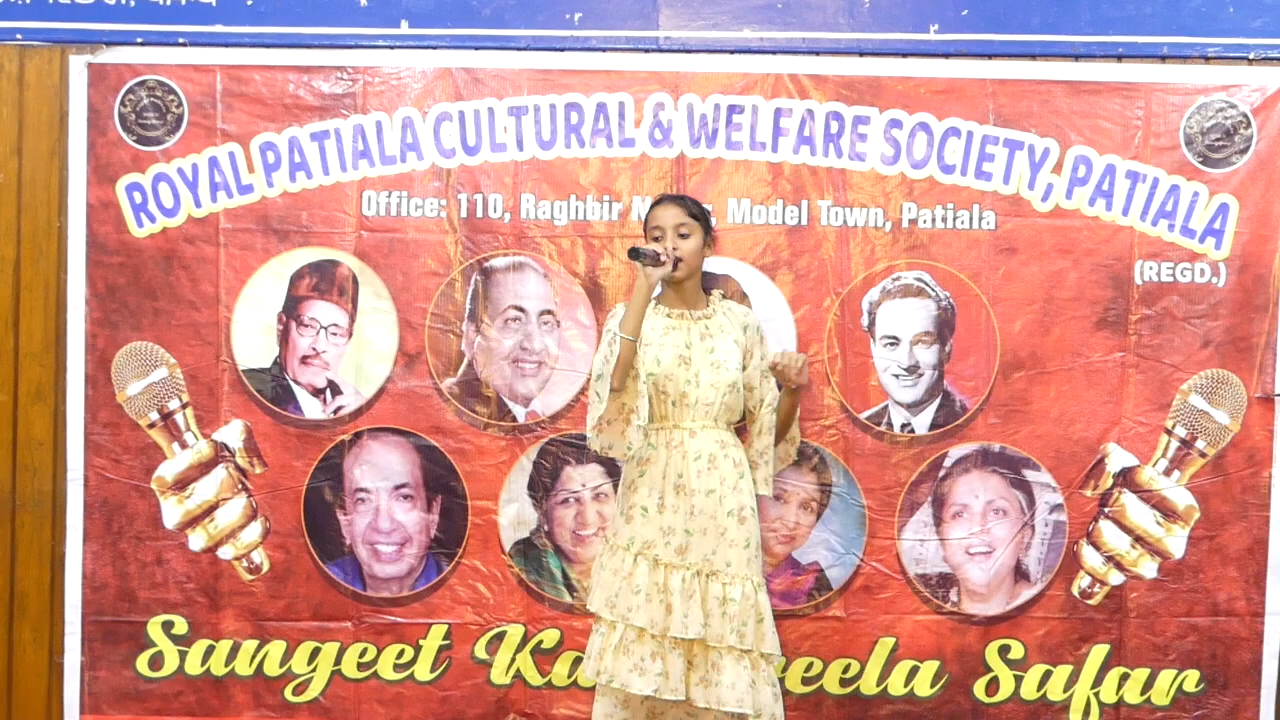 ROYAL PATIALA CULTURAL & WELFARE SOCIETY, PATIALA
Office: 110, Raghbir Model Town, Patiala
(REGD.)
Sangeet Safar